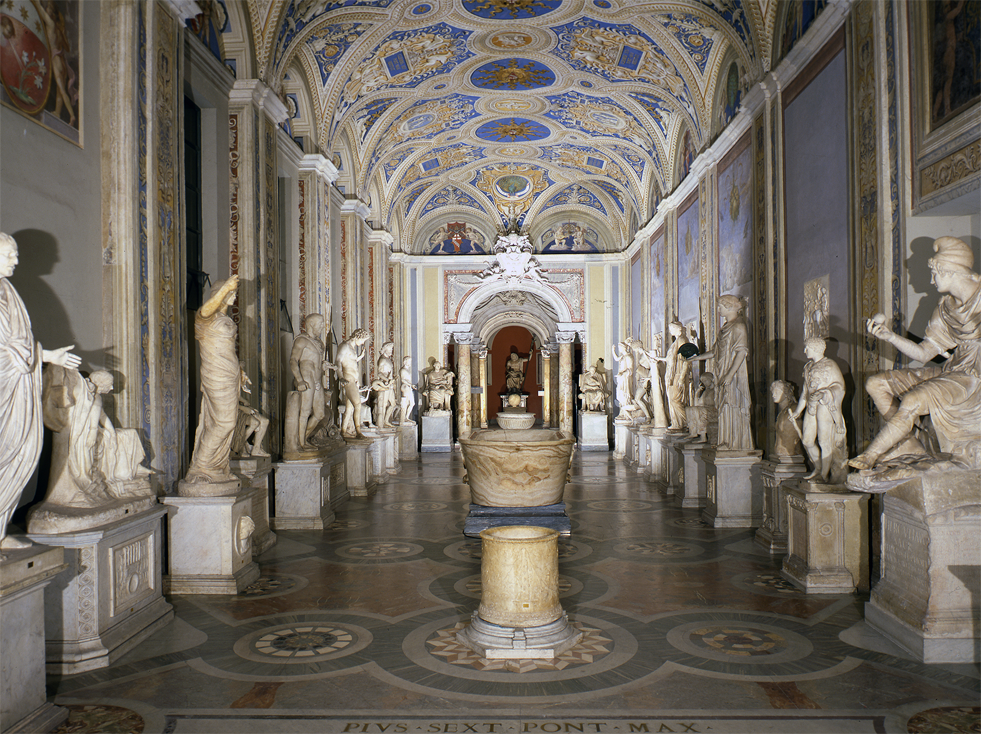 PIVS · SEXT · PONT · MAX ·